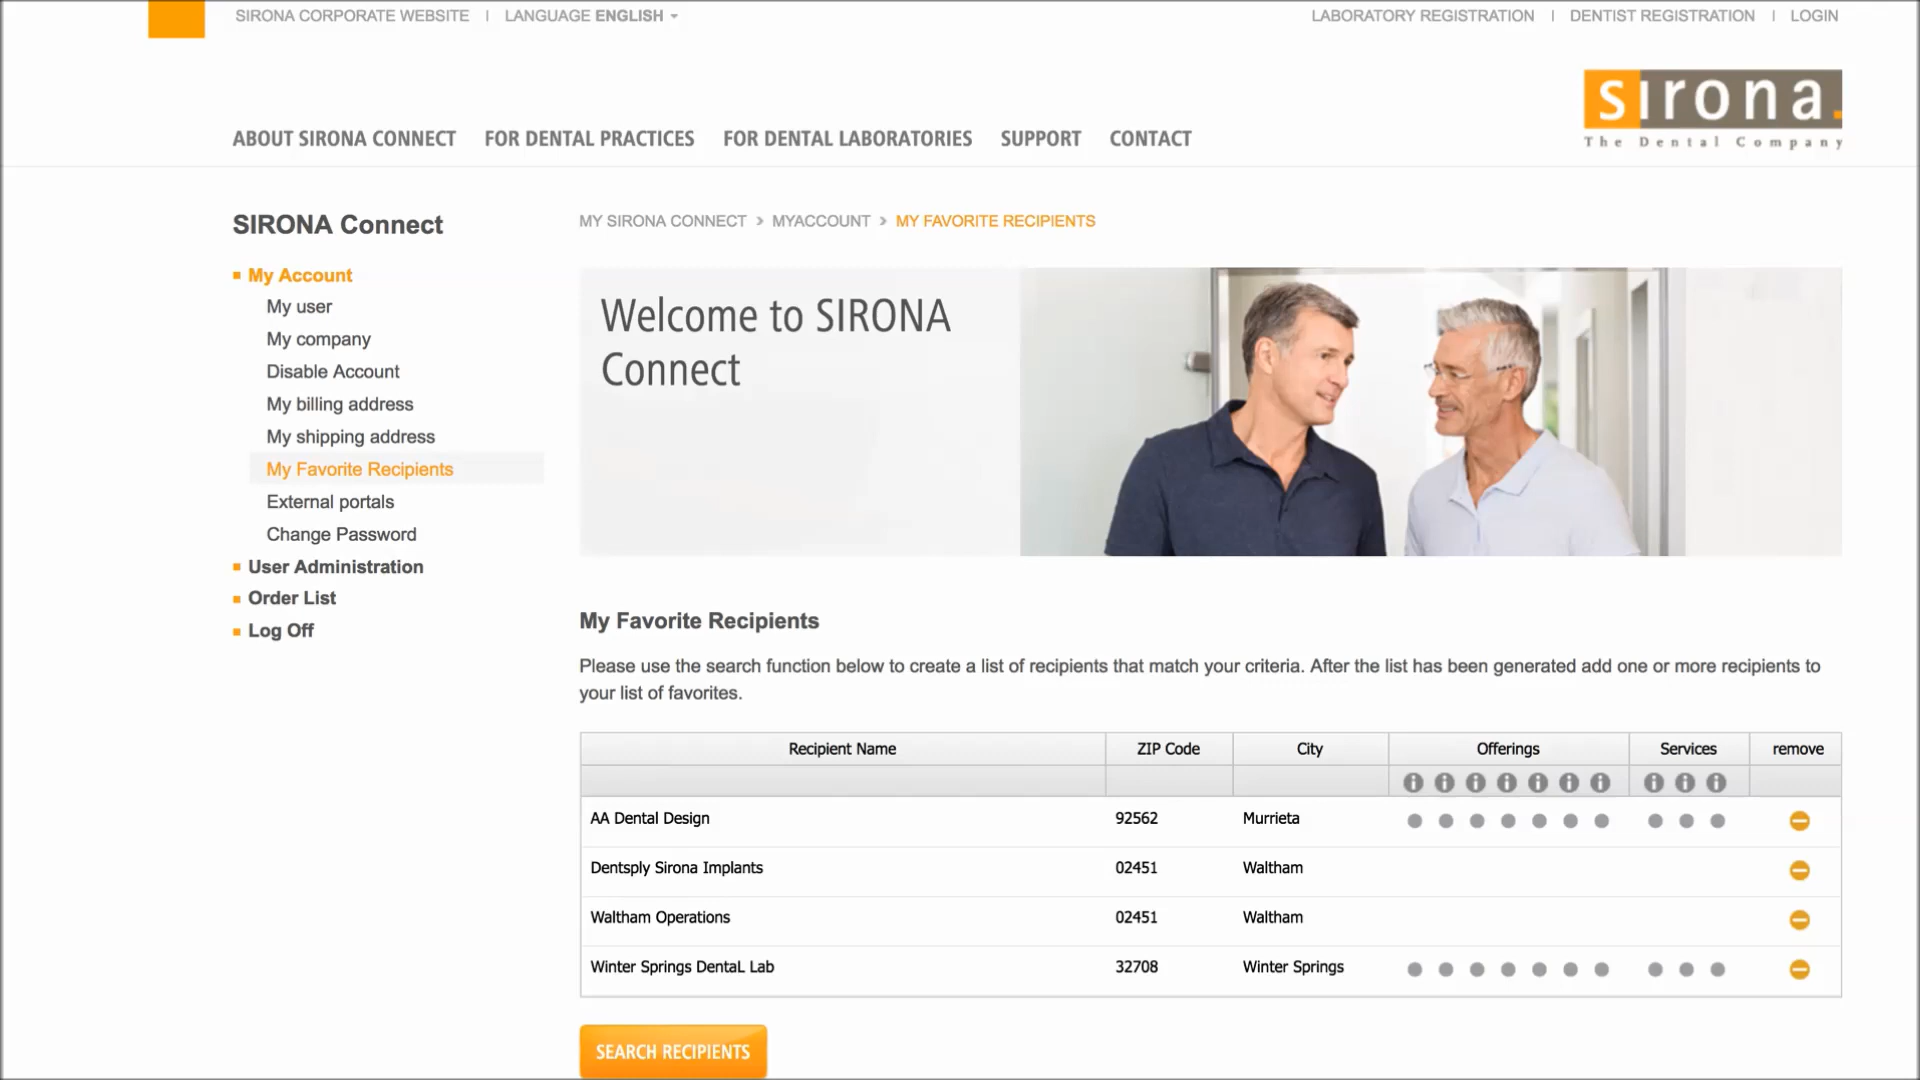 SIRONA CORPORATE WEBSITE | LANGUAGE ENGLISH
LABORATORY REGISTRATION | DENTIST REGISTRATION | LOGIN
sırona.
The Dental Company
ABOUT SIRONA CONNECT FOR DENTAL PRACTICES FOR DENTAL LABORATORIES SUPPORT CONTACT
SIRONA Connect
My Account
My user
My company
Disable Account
My billing address
My shipping address
My Favorite Recipients
External portals
Change Password
User Administration
Order List
Log Off
MY SIRONA CONNECT > MYACCOUNT > MY FAVORITE RECIPIENTS
Welcome to SIRONA
Connect
My Favorite Recipients
Please use the search function below to create a list of recipients that match your criteria. After the list has been generated add one or more recipients to
your list of favorites.
Recipient Name ZIP Code City Offerings Services remove
AA Dental Design 92562 Murrieta
Dentsply Sirona Implants 02451 Waltham
Waltham Operations 02451 Waltham
Winter Springs DentaL Lab 32708 Winter Springs
SEARCH RECIPIENTS